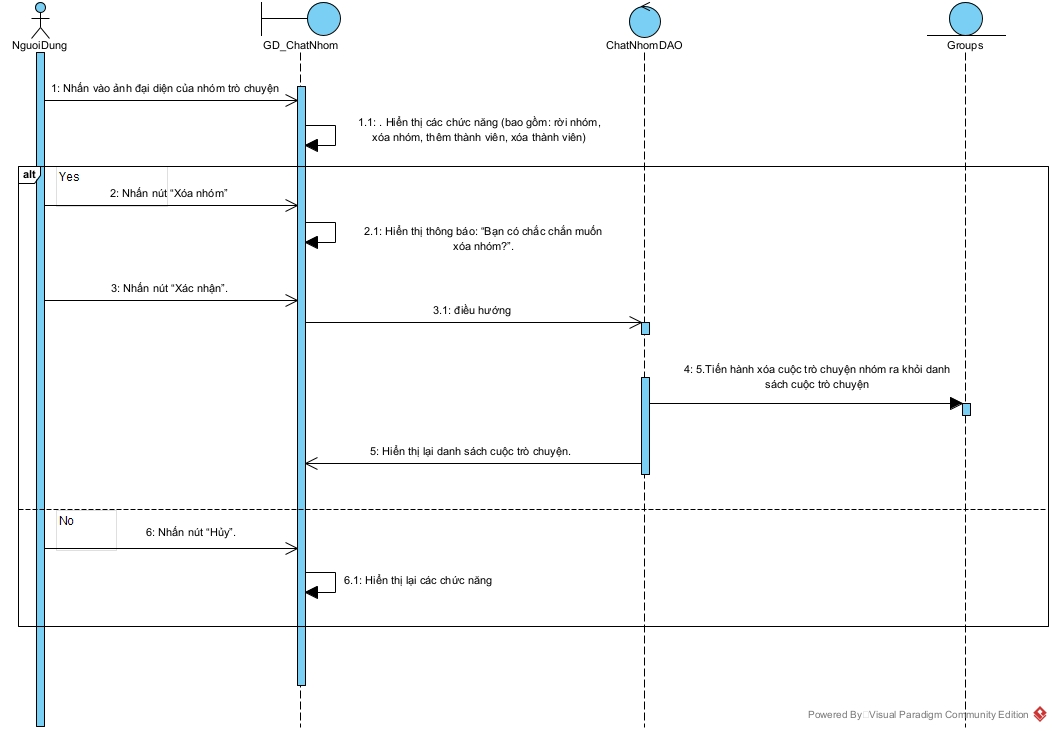 NguoiDung
GD_ChatNhom
ChatNhomDAO
Groups
1: Nhấn vào ảnh đại diện của nhóm trò chuyện
1.1: . Hiển thị các chức năng (bao gồm: rời nhóm,
xóa nhóm, thêm thành viên, xóa thành viên)
alt
Yes
2: Nhấn nút “Xóa nhóm”
2.1: Hiển thị thông báo: “Bạn có chắc chắn muốn
xóa nhóm?”.
3: Nhấn nút “Xác nhận”.
3.1: điều hướng
4: 5.Tiến hành xóa cuộc trò chuyện nhóm ra khỏi danh
sách cuộc trò chuyện
5: Hiển thị lại danh sách cuộc trò chuyện.
No
6: Nhấn nút “Hủy”.
6.1: Hiển thị lại các chức năng
Powered By Visual Paradigm Community Edition